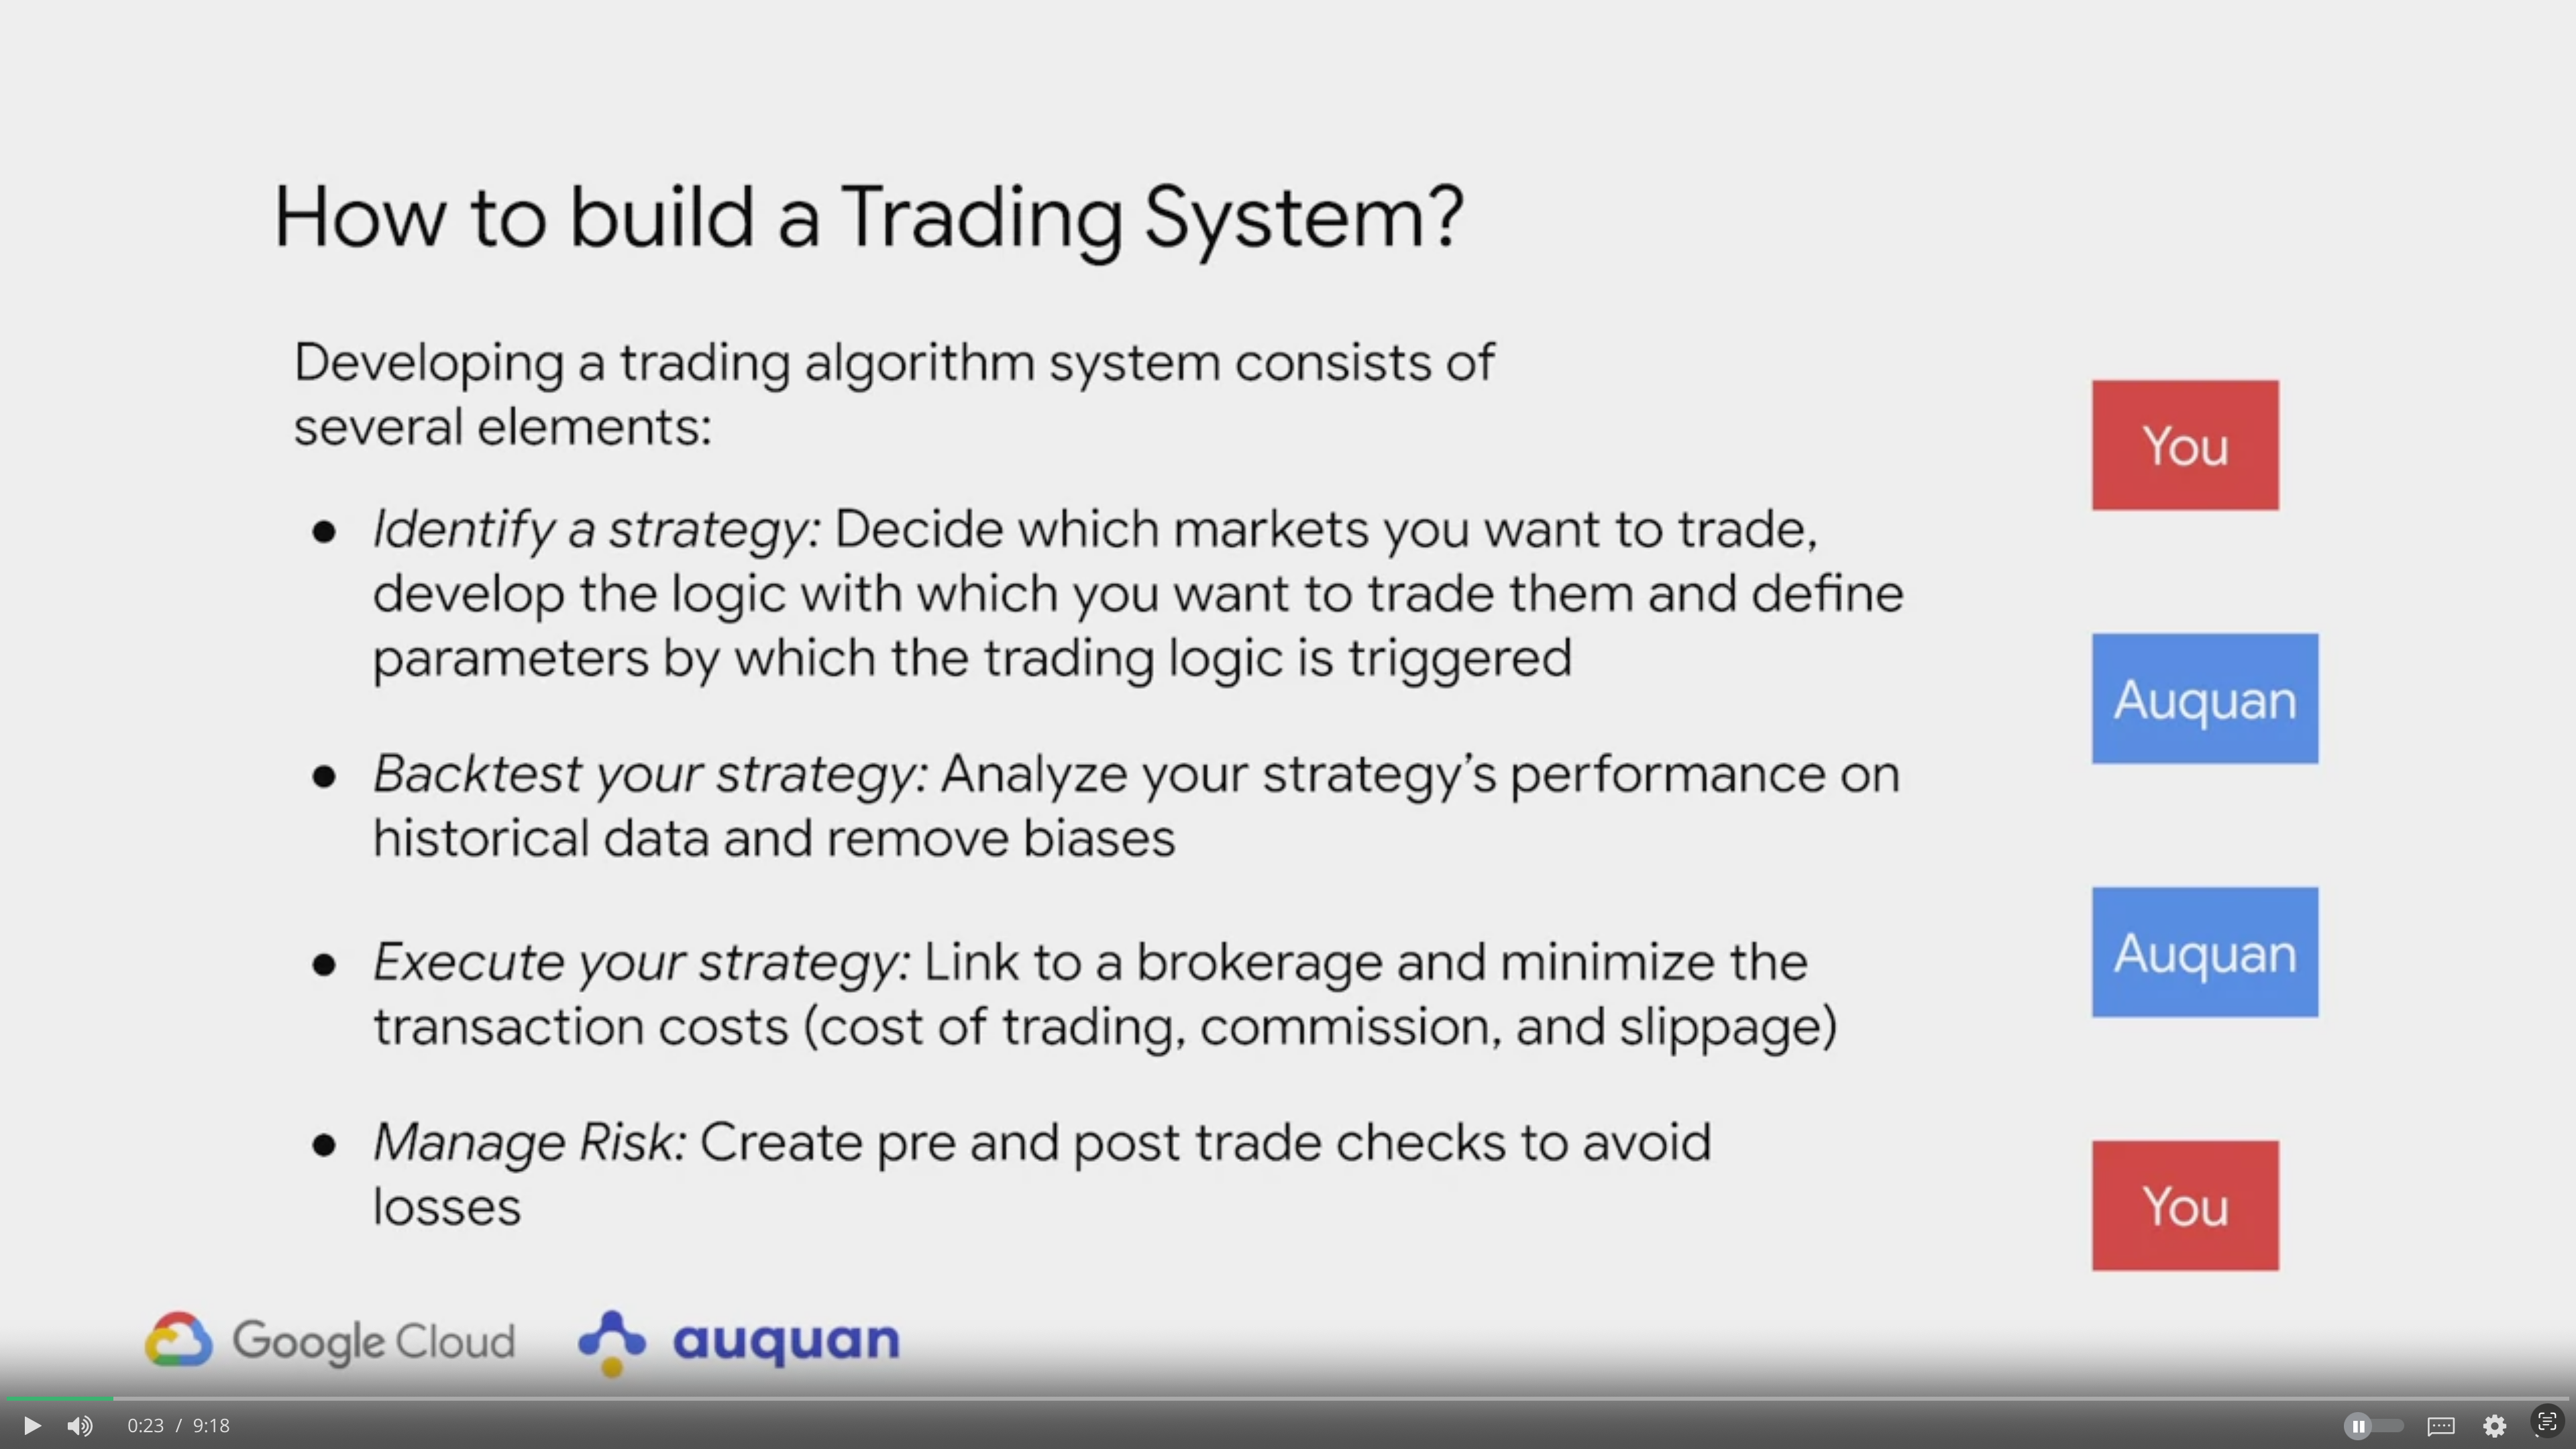 How to build a Trading System?
Developing a trading algorithm system consists of
several elements:
You
● Identify a strategy: Decide which markets you want to trade,
develop the logic with which you want to trade them and define
parameters by which the trading logic is triggered
Auquan
● Backtest your strategy: Analyze your strategy’s performance on
historical data and remove biases
Auquan
● Execute your strategy: Link to a brokerage and minimize the
transaction costs (cost of trading, commission, and slippage)
● Manage Risk: Create pre and post trade checks to avoid
losses
You
Google Cloud auquan
0:23 / 9:18